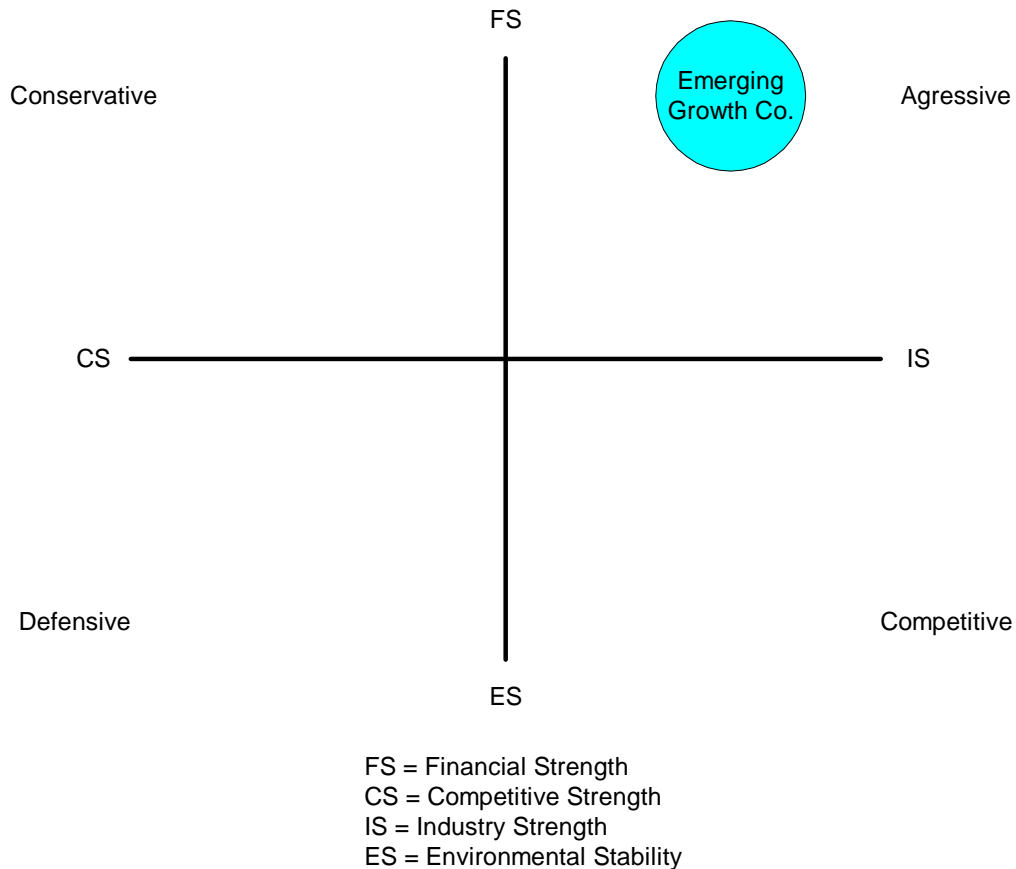 FS
Conservative
Emerging
Growth Co.
Agressive
CS
IS
Defensive
Competitive
ES
FS = Financial Strength
CS = Competitive Strength
IS = Industry Strength
ES = Environmental Stability